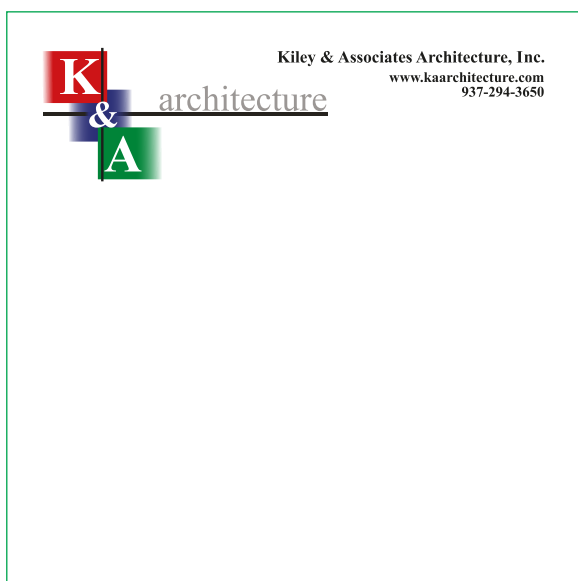 K
&
A
architecture
Kiley & Associates Architecture, Inc.
www.kaarchitecture.com
937-294-3650